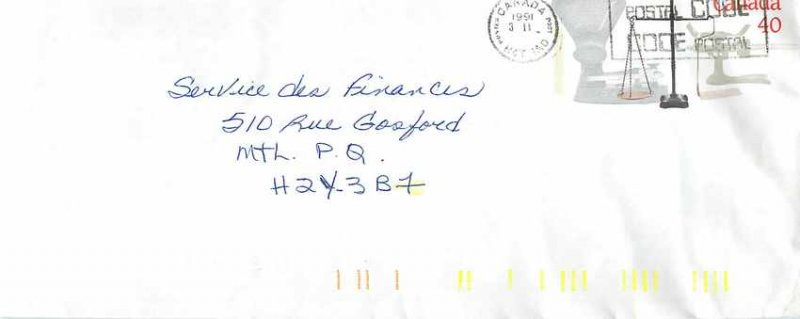 Canada
40
POSTAL CODE
CODE POSTAL
CANADA
1991
Service des Finances
510 Rue Gosford
MTL. P.Q.
H2Y-3B7